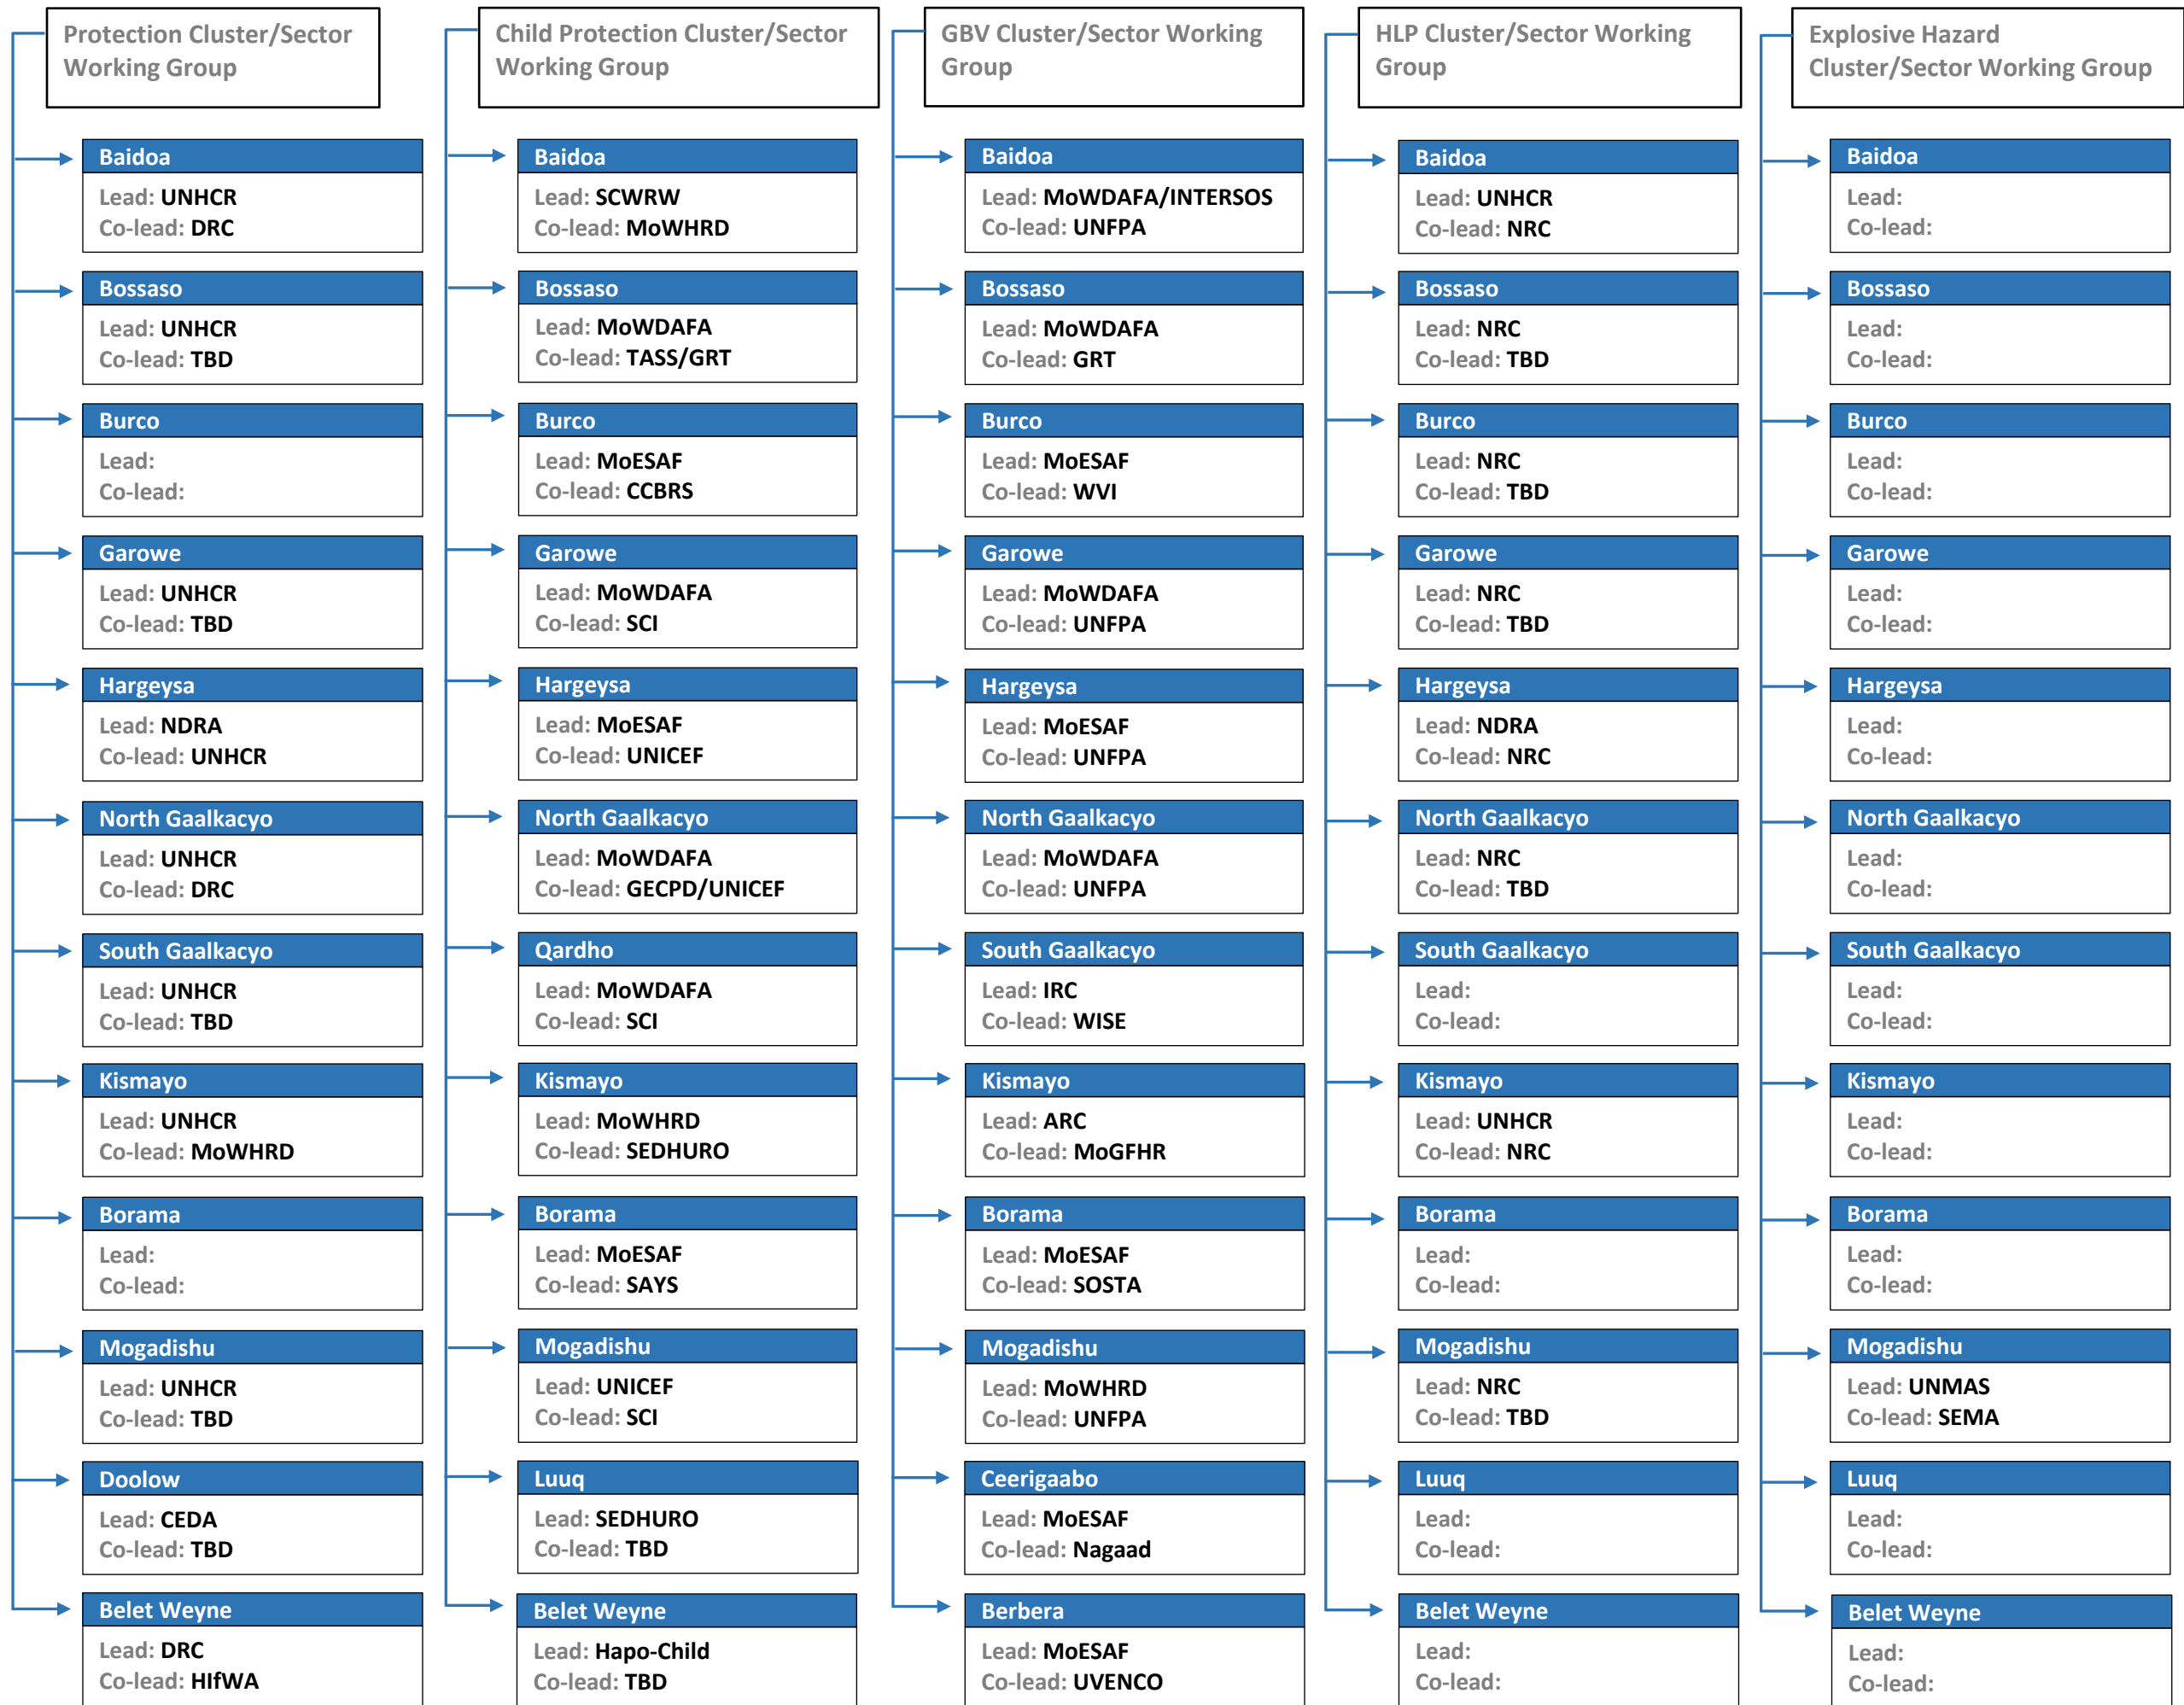 Protection Cluster/Sector
Working Group
Baidoa
Lead: UNHCR
Co-lead: DRC
Bossaso
Lead: UNHCR
Co-lead: TBD
Burco
Lead:
Co-lead:
Garowe
Lead: UNHCR
Co-lead: TBD
Hargeysa
Lead: NDRA
Co-lead: UNHCR
North Gaalkacyo
Lead: UNHCR
Co-lead: DRC
South Gaalkacyo
Lead: UNHCR
Co-lead: TBD
Kismayo
Lead: UNHCR
Co-lead: MoWHRD
Borama
Lead:
Co-lead:
Mogadishu
Lead: UNHCR
Co-lead: TBD
Doolow
Lead: CEDA
Co-lead: TBD
Belet Weyne
Lead: DRC
Co-lead: HIfWA
Child Protection Cluster/Sector
Working Group
Baidoa
Lead: SCWRW
Co-lead: MoWHRD
Bossaso
Lead: MoWDAFA
Co-lead: TASS/GRT
Burco
Lead: MoESAF
Co-lead: CCBRS
Garowe
Lead: MoWDAFA
Co-lead: SCI
Hargeysa
Lead: MoESAF
Co-lead: UNICEF
North Gaalkacyo
Lead: MoWDAFA
Co-lead: GECPD/UNICEF
Qardho
Lead: MoWDAFA
Co-lead: SCI
Kismayo
Lead: MoWHRD
Co-lead: SEDHURO
Borama
Lead: MoESAF
Co-lead: SAYS
Mogadishu
Lead: UNICEF
Co-lead: SCI
Luuq
Lead: SEDHURO
Co-lead: TBD
Belet Weyne
Lead: Hapo-Child
Co-lead: TBD
GBV Cluster/Sector Working
Group
Baidoa
Lead: MoWDAFA/INTERSOS
Co-lead: UNFPA
Bossaso
Lead: MoWDAFA
Co-lead: GRT
Burco
Lead: MoESAF
Co-lead: WVI
Garowe
Lead: MoWDAFA
Co-lead: UNFPA
Hargeysa
Lead: MoESAF
Co-lead: UNFPA
North Gaalkacyo
Lead: MoWDAFA
Co-lead: UNFPA
South Gaalkacyo
Lead: IRC
Co-lead: WISE
Kismayo
Lead: ARC
Co-lead: MoGFHR
Borama
Lead: MoESAF
Co-lead: SOSTA
Mogadishu
Lead: MoWHRD
Co-lead: UNFPA
Ceerigaabo
Lead: MoESAF
Co-lead: Nagaad
Berbera
Lead: MoESAF
Co-lead: UVENCO
HLP Cluster/Sector Working
Group
Baidoa
Lead: UNHCR
Co-lead: NRC
Bossaso
Lead: NRC
Co-lead: TBD
Burco
Lead: NRC
Co-lead: TBD
Garowe
Lead: NRC
Co-lead: TBD
Hargeysa
Lead: NDRA
Co-lead: NRC
North Gaalkacyo
Lead: NRC
Co-lead: TBD
South Gaalkacyo
Lead:
Co-lead:
Kismayo
Lead: UNHCR
Co-lead: NRC
Borama
Lead:
Co-lead:
Mogadishu
Lead: NRC
Co-lead: TBD
Luuq
Lead:
Co-lead:
Belet Weyne
Lead:
Co-lead:
Explosive Hazard
Cluster/Sector Working Group
Baidoa
Lead:
Co-lead:
Bossaso
Lead:
Co-lead:
Burco
Lead:
Co-lead:
Garowe
Lead:
Co-lead:
Hargeysa
Lead:
Co-lead:
North Gaalkacyo
Lead:
Co-lead:
South Gaalkacyo
Lead:
Co-lead:
Kismayo
Lead:
Co-lead:
Borama
Lead:
Co-lead:
Mogadishu
Lead: UNMAS
Co-lead: SEMA
Luuq
Lead:
Co-lead:
Belet Weyne
Lead:
Co-lead: